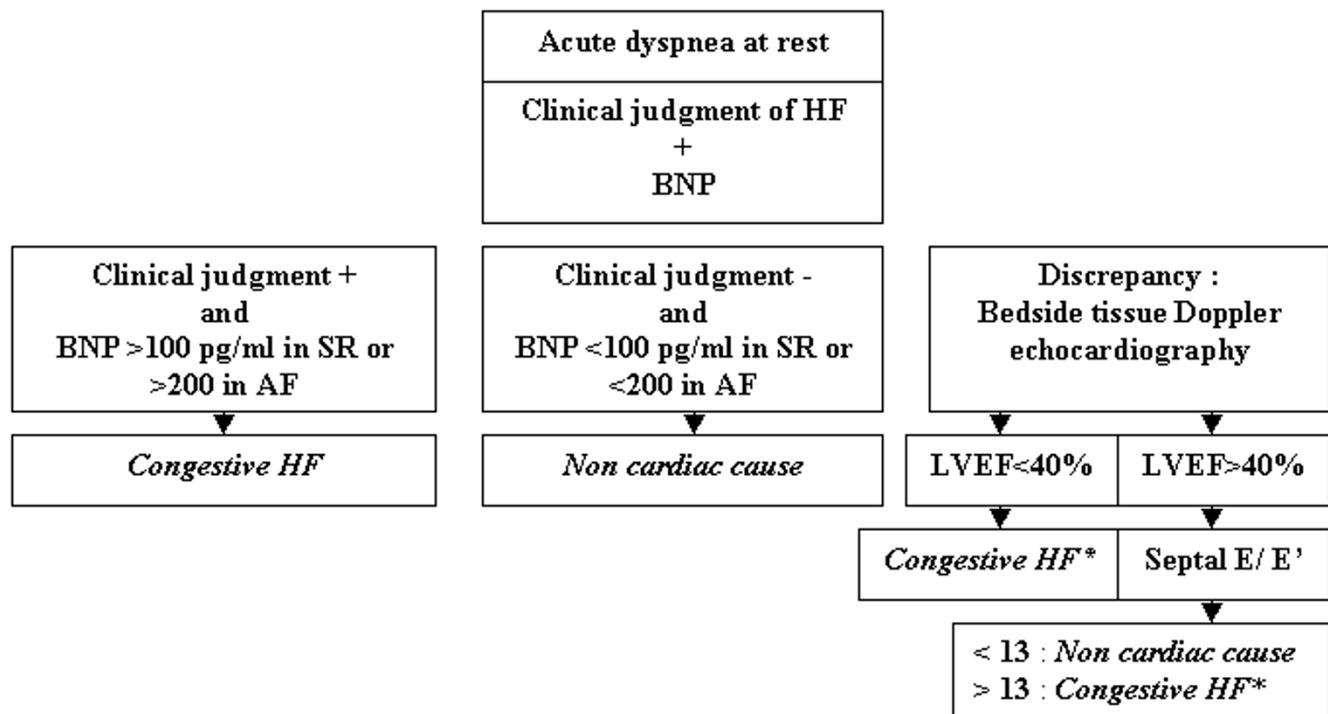 Acute dyspnea at rest
Clinical judgment of HF
+
BNP
Clinical judgment +
and
BNP >100 pg/ml in SR or
>200 in AF
Clinical judgment -
and
BNP <100 pg/ml in SR or
<200 in AF
Discrepancy :
Bedside tissue Doppler
echocardiography
Congestive HF
Non cardiac cause
LVEF<40%
LVEF>40%
Congestive HF*
Septal E/ E’
< 13 : Non cardiac cause
> 13 : Congestive HF*